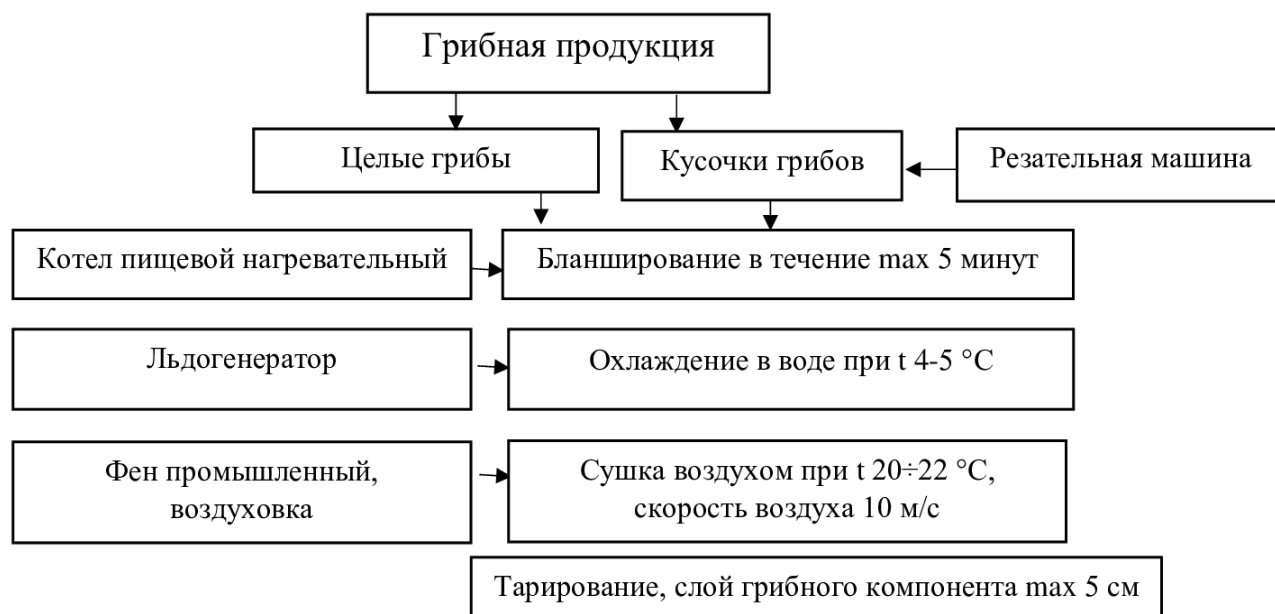 Грибная продукция
Целые грибы
Кусочки грибов
Резательная машина
Котел пищевой нагревательный
Бланширование в течение max 5 минут
Льдогенератор
Охлаждение в воде при t 4-5 °C
Фен промышленный,
воздуховка
Сушка воздухом при t 20÷22 °C,
скорость воздуха 10 м/с
Тарирование, слой грибного компонента max 5 см